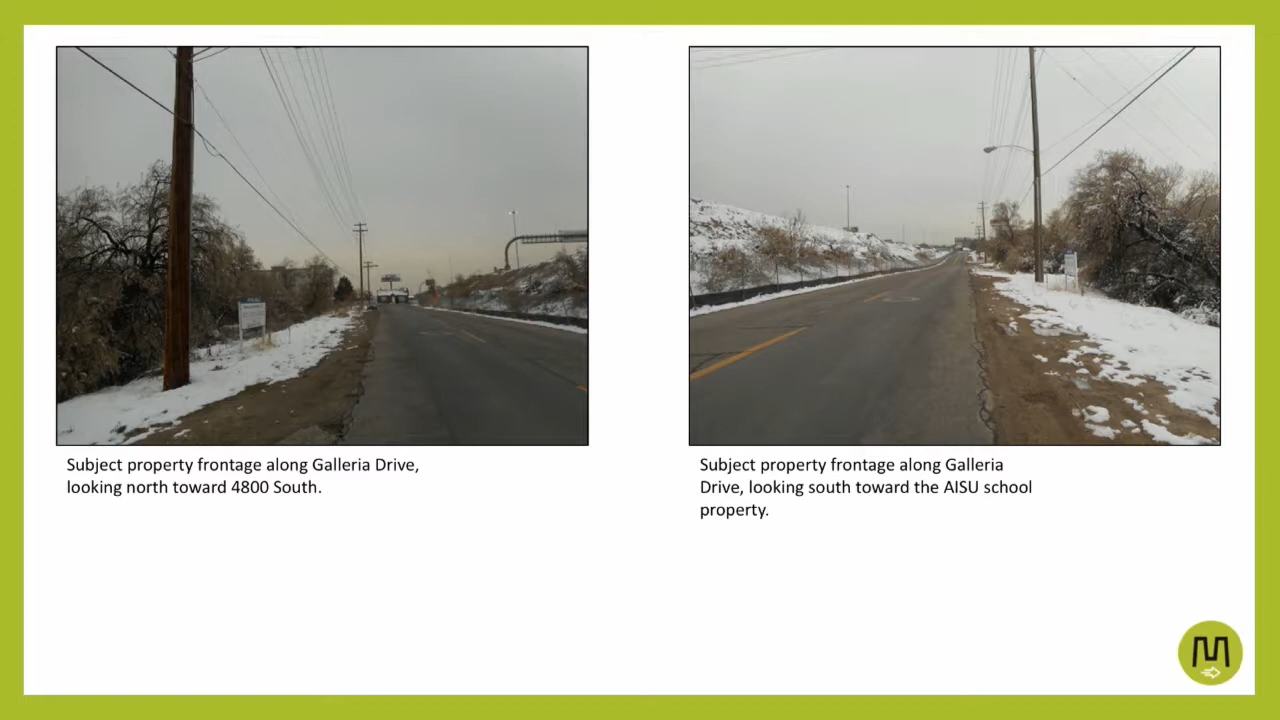 Subject property frontage along Galleria Drive,
looking north toward 4800 South.
Subject property frontage along Galleria
Drive, looking south toward the AISU school
property.